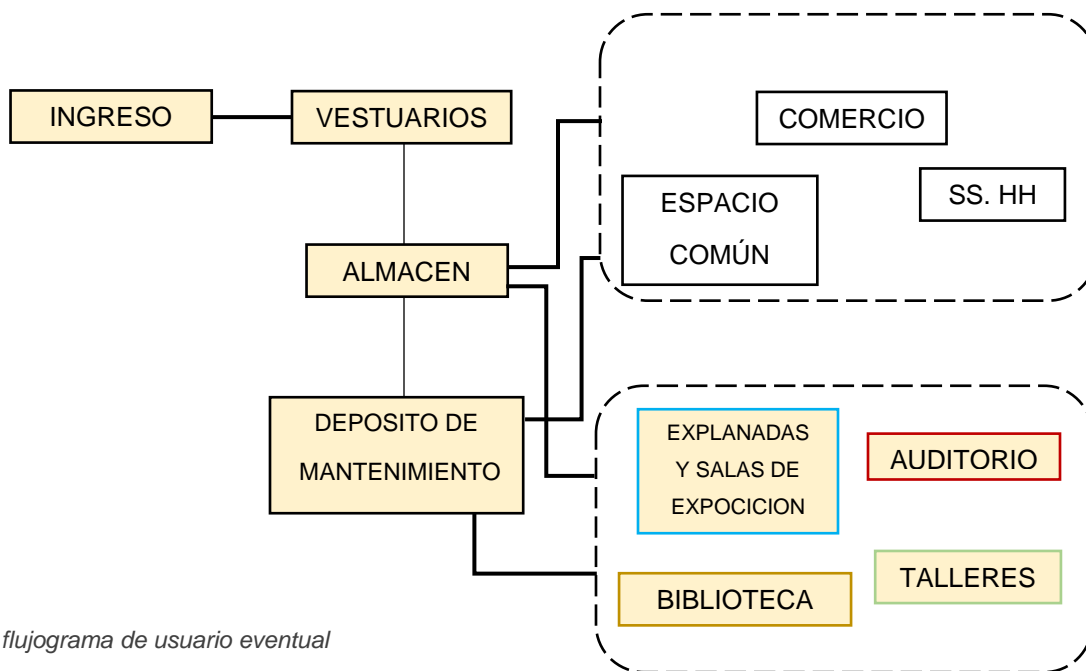 INGRESO
VESTUARIOS
COMERCIO
SS. HH
ESPACIO
COMÚN
ALMACEN
DEPOSITO DE
MANTENIMIENTO
EXPLANADAS
Y SALAS DE
EXPOCICION
AUDITORIO
BIBLIOTECA
TALLERES
flujograma de usuario eventual